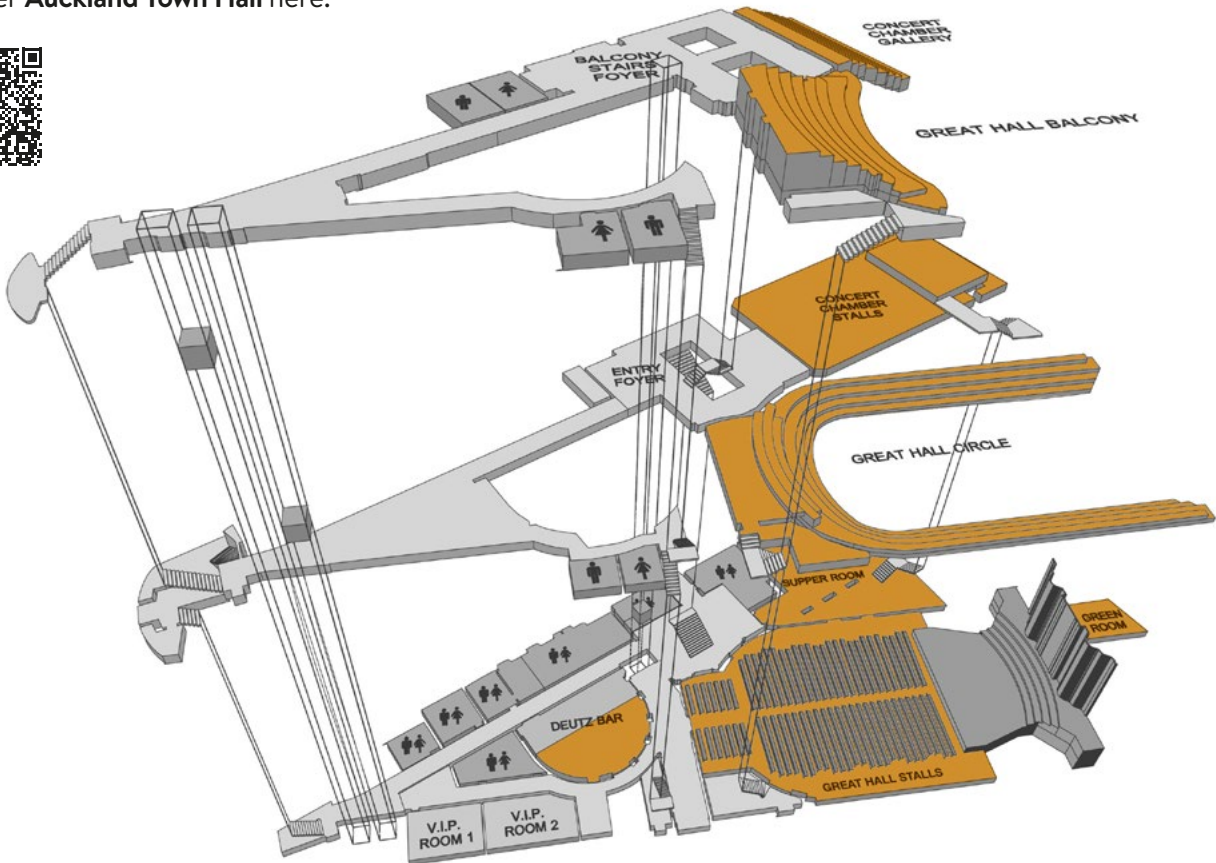 er Auckland Town Hall here.
CONCERT
CHAMBER
GALLERY
BALCONY
STAIRS
FOYER
GREAT HALL BALCONY
CONCERT
CHAMBER
STALLS
ENTRY
FOYER
GREAT HALL CIRCLE
SUPPER ROOM
GREEN
ROOM
DEUTZ BAR
GREAT HALL STALLS
V.I.P.
ROOM 1
V.I.P.
ROOM 2